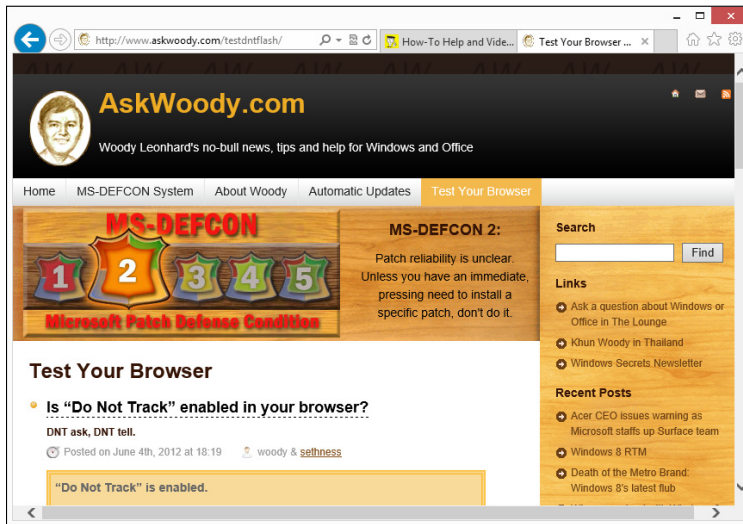 http://www.askwoody.com/testdntflash/
How-To Help and Vide...
Test Your Browser ...
AskWoody.com
Woody Leonhard's no-bull news, tips and help for Windows and Office
Home
MS-DEFCON System
About Woody
Automatic Updates
Test Your Browser
MS-DEFCON
1
2
3
4
5
Microsoft Patch Defense Condition
MS-DEFCON 2:
Patch reliability is unclear.
Unless you have an immediate,
pressing need to install a
specific patch, don't do it.
Search
Find
Links
Ask a question about Windows or
Office in The Lounge
Khun Woody in Thailand
Windows Secrets Newsletter
Recent Posts
Acer CEO issues warning as
Microsoft staffs up Surface team
Windows 8 RTM
Death of the Metro Brand:
Windows 8's latest flub
Test Your Browser
Is “Do Not Track” enabled in your browser?
DNT ask, DNT tell.
Posted on June 4th, 2012 at 18:19 woody & sethness
“Do Not Track” is enabled.